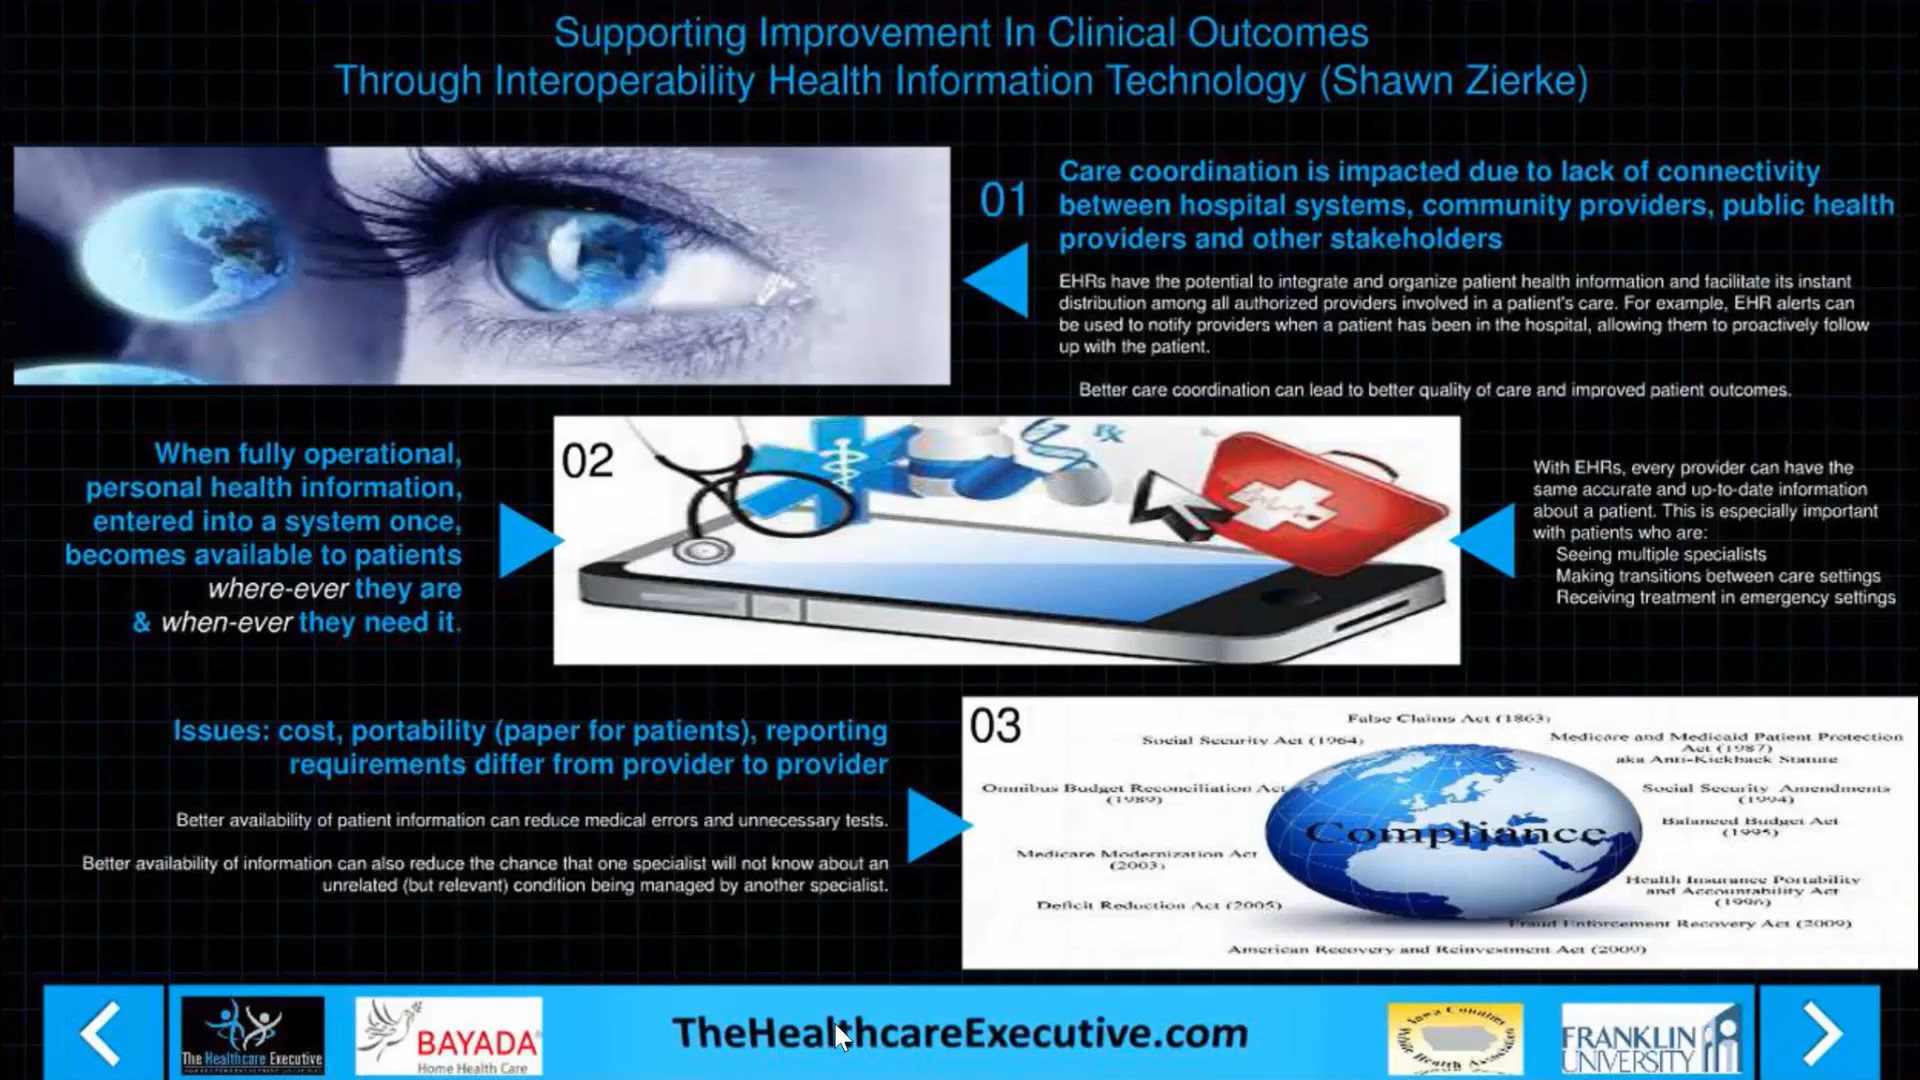 Supporting Improvement In Clinical Outcomes
Through Interoperability Health Information Technology (Shawn Zierke)
01
Care coordination is impacted due to lack of connectivity
between hospital systems, community providers, public health
providers and other stakeholders
EHRs have the potential to integrate and organize patient health information and facilitate its instant
distribution among all authorized providers involved in a patient's care. For example, EHR alerts can
be used to notify providers when a patient has been in the hospital, allowing them to proactively follow
up with the patient.
Better care coordination can lead to better quality of care and improved patient outcomes.
When fully operational,
personal health information,
entered into a system once,
becomes available to patients
where-ever they are
& when-ever they need it.
02
Rx
With EHRs, every provider can have the
same accurate and up-to-date information
about a patient. This is especially important
with patients who are:
Seeing multiple specialists
Making transitions between care settings
Receiving treatment in emergency settings
Issues: cost, portability (paper for patients), reporting
requirements differ from provider to provider
Better availability of patient information can reduce medical errors and unnecessary tests.
Better availability of information can also reduce the chance that one specialist will not know about an
unrelated (but relevant) condition being managed by another specialist.
03
False Claims Act (1863)
Social Security Act (1964)
Medicare and Medicaid Patient Protection
Act (1987)
aka Anti-Kickback Statute
Omnibus Budget Reconciliation Act
(1989)
Social Security Amendments
(1994)
Compliance
Balanced Budget Act
(1995)
Medicare Modernization Act
(2003)
Health Insurance Portability
and Accountability Act
(1996)
Deficit Reduction Act (2005)
Fraud Enforcement Recovery Act (2009)
American Recovery and Reinvestment Act (2009)
The Healthcare Executive
BAYADA
Home Health Care
TheHealthcareExecutive.com
Iowa Counties
Public Health Association
FRANKLIN
UNIVERSITY